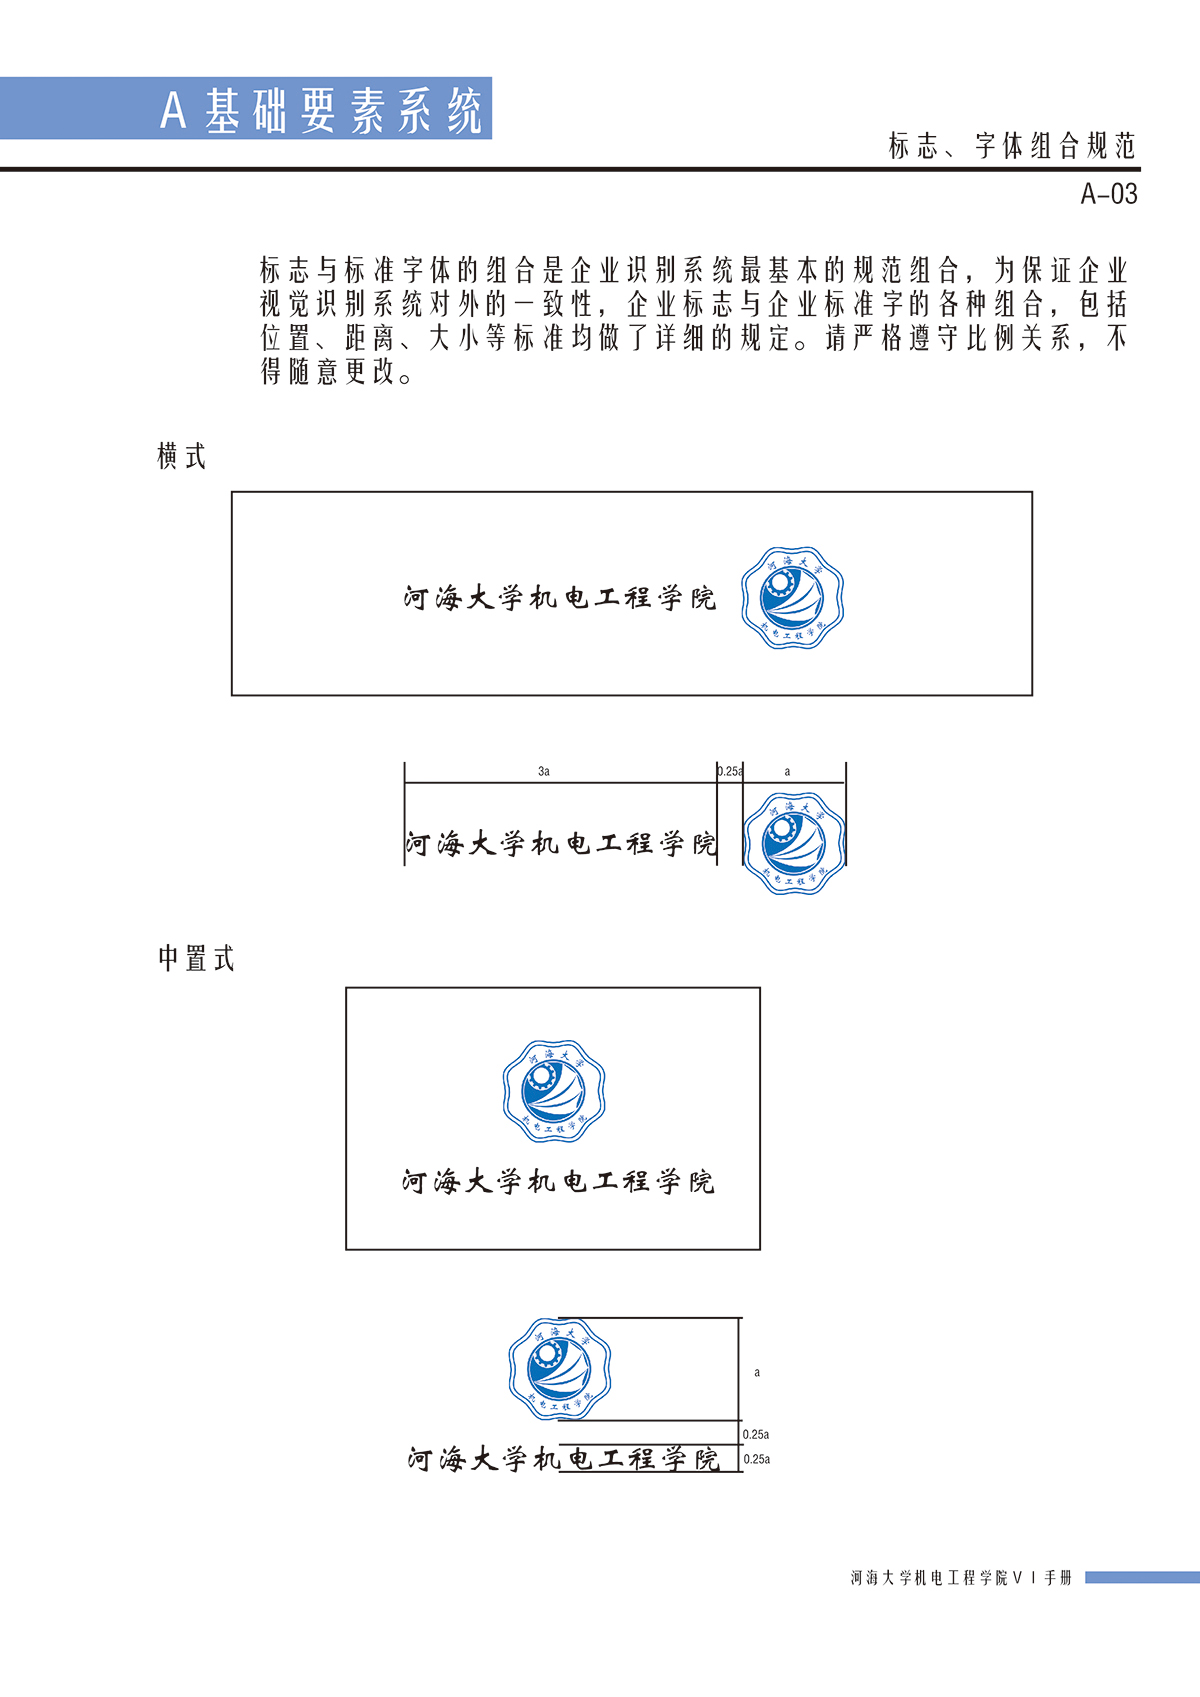 A基础要素系统
标志、字体组合规范
A-03
标志与标准字体的组合是企业识别系统最基本的规范组合，为保证企业
视觉识别系统对外的一致性，企业标志与企业标准字的各种组合，包括
位置、距离、大小等标准均做了详细的规定。请严格遵守比例关系，不
得随意更改。
横式
河海大学机电工程学院
河海大学
机电工程学院
3a
0.25a
a
河海大学机电工程学院
河海大学
机电工程学院
中置式
河海大学
机电工程学院
河海大学机电工程学院
河海大学
机电工程学院
a
0.25a
河海大学机电工程学院
0.25a
河海大学机电工程学院VI手册